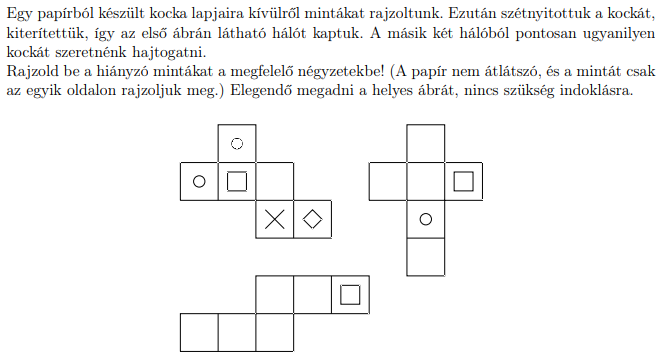 Egy papírból készült kocka lapjaira kívülről mintákat rajzoltunk. Ezután szétnyitottuk a kockát,
kiterítettük, így az első ábrán látható hálót kaptuk. A másik két hálóból pontosan ugyanilyen
kockát szeretnénk hajtogatni.
Rajzold be a hiányzó mintákat a megfelelő négyzetekbe! (A papír nem átlátszó, és a mintát csak
az egyik oldalon rajzoljuk meg.) Elegendő megadni a helyes ábrát, nincs szükség indoklásra.